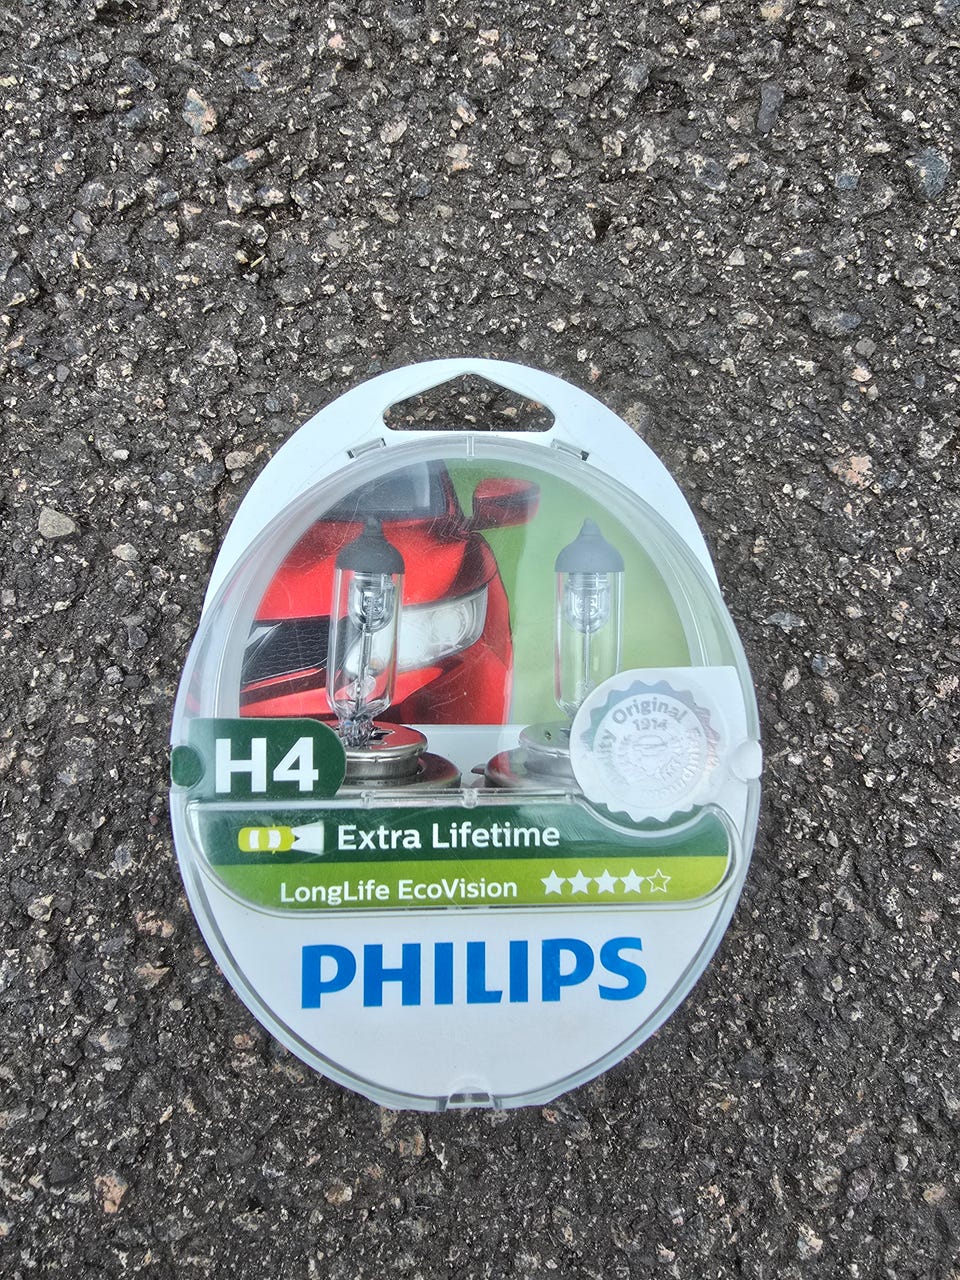 Original
1914
H4
Extra Lifetime
LongLife EcoVision
PHILIPS